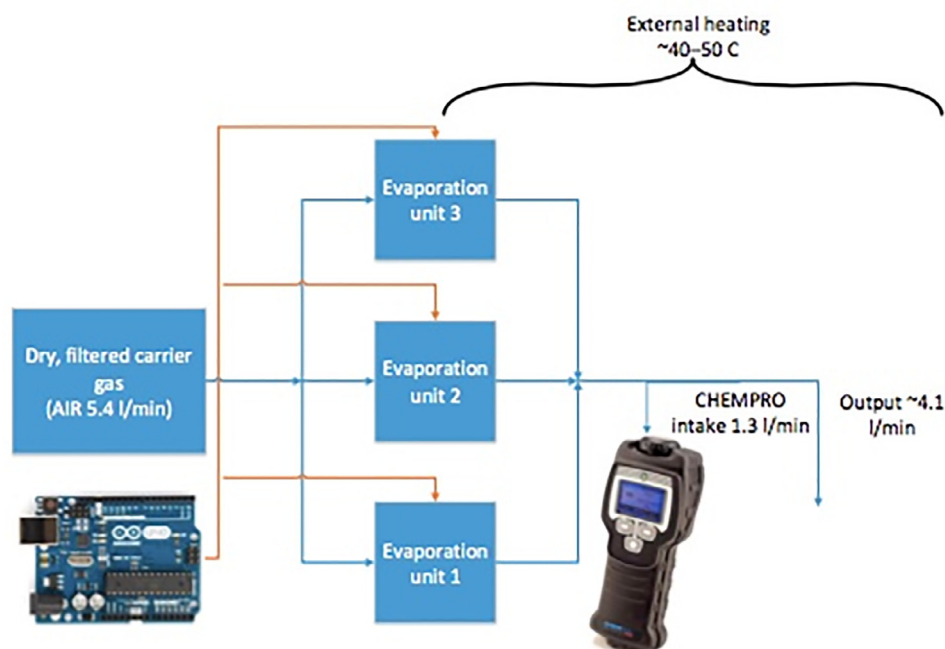 External heating
~40–50 C
Evaporation
unit 3
Dry, filtered carrier
gas
(AIR 5.4 l/min)
Evaporation
unit 2
CHEMPRO
intake 1.3 l/min
Output ~4.1
l/min
Evaporation
unit 1